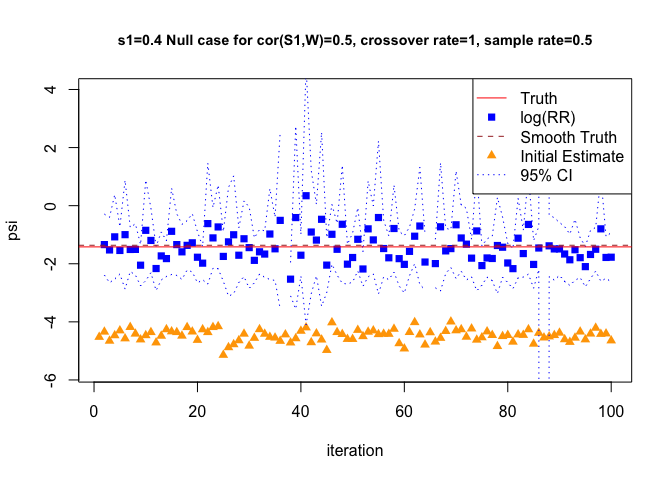 s1=0.4 Null case for cor(S1,W)=0.5, crossover rate=1, sample rate=0.5
Truth
log(RR)
Smooth Truth
Initial Estimate
95% CI
4
2
0
-2
-4
-6
psi
0 20 40 60 80 100
iteration